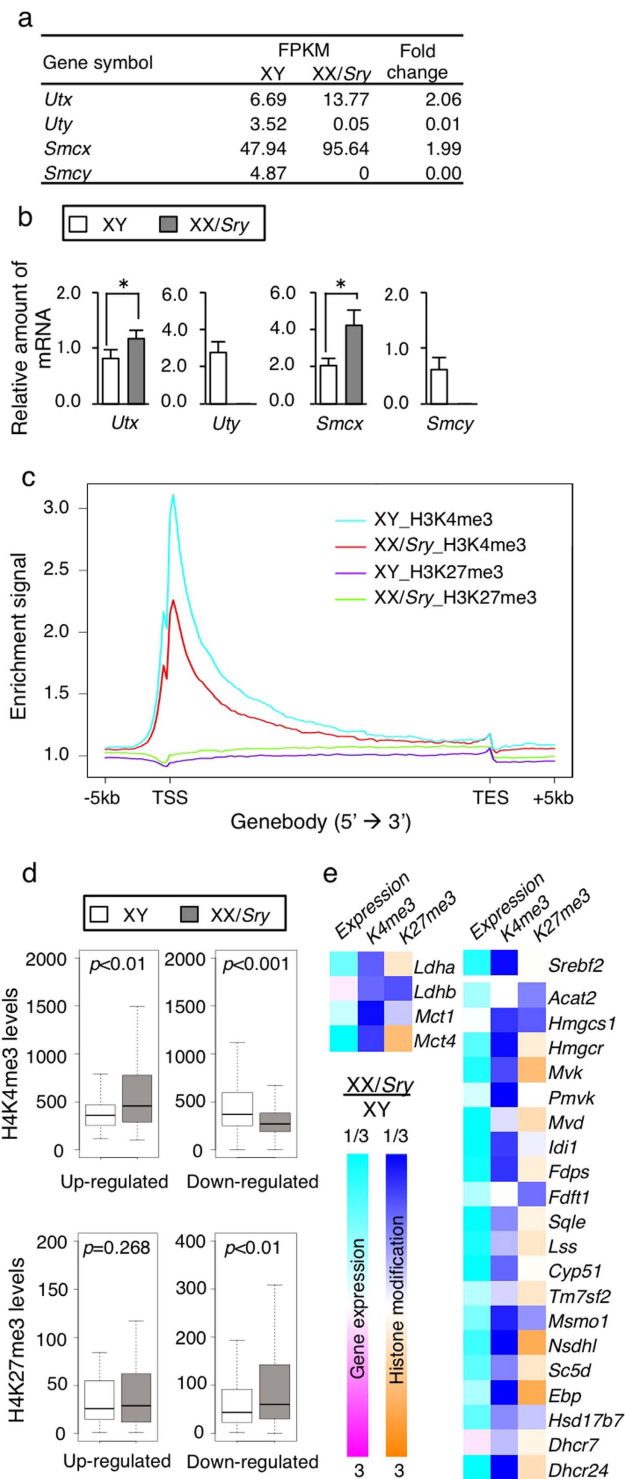 a
Gene symbol FPKM Fold change
XY XX/Sry
Utx 6.69 13.77 2.06
Uty 3.52 0.05 0.01
Smcx 47.94 95.64 1.99
Smcy 4.87 0 0.00
b
XY XX/Sry
Relative amount of mRNA
2.0 1.0 0.0
* 
Utx
6.0 4.0 2.0 0.0
Uty
6.0 4.0 2.0 0.0
*
Smcx
2.0 1.0 0.0
Smcy
c
Enrichment signal
3.0
2.5
2.0
1.5
1.0
XY_H3K4me3
XX/Sry_H3K4me3
XY_H3K27me3
XX/Sry_H3K27me3
-5kb TSS TES +5kb
Genebody (5' → 3')
d
XY XX/Sry
H4K4me3 levels
2000 1500 1000 500 0
p<0.01
Up-regulated
2000 1500 1000 500 0
p<0.001
Down-regulated
H4K27me3 levels
200 150 100 50 0
p=0.268
Up-regulated
400 300 200 100 0
p<0.01
Down-regulated
e
Expression K4me3 K27me3
Ldha
Ldhb
Mct1
Mct4
XX/Sry
XY
1/3 1/3
Gene expression
Histone modification
3 3
Expression K4me3 K27me3
Srebf2
Acat2
Hmgcs1
Hmgcr
Mvk
Pmvk
Mvd
Idi1
Fdps
Fdft1
Sqle
Lss
Cyp51
Tm7sf2
Msmo1
Nsdhl
Sc5d
Ebp
Hsd17b7
Dhcr7
Dhcr24